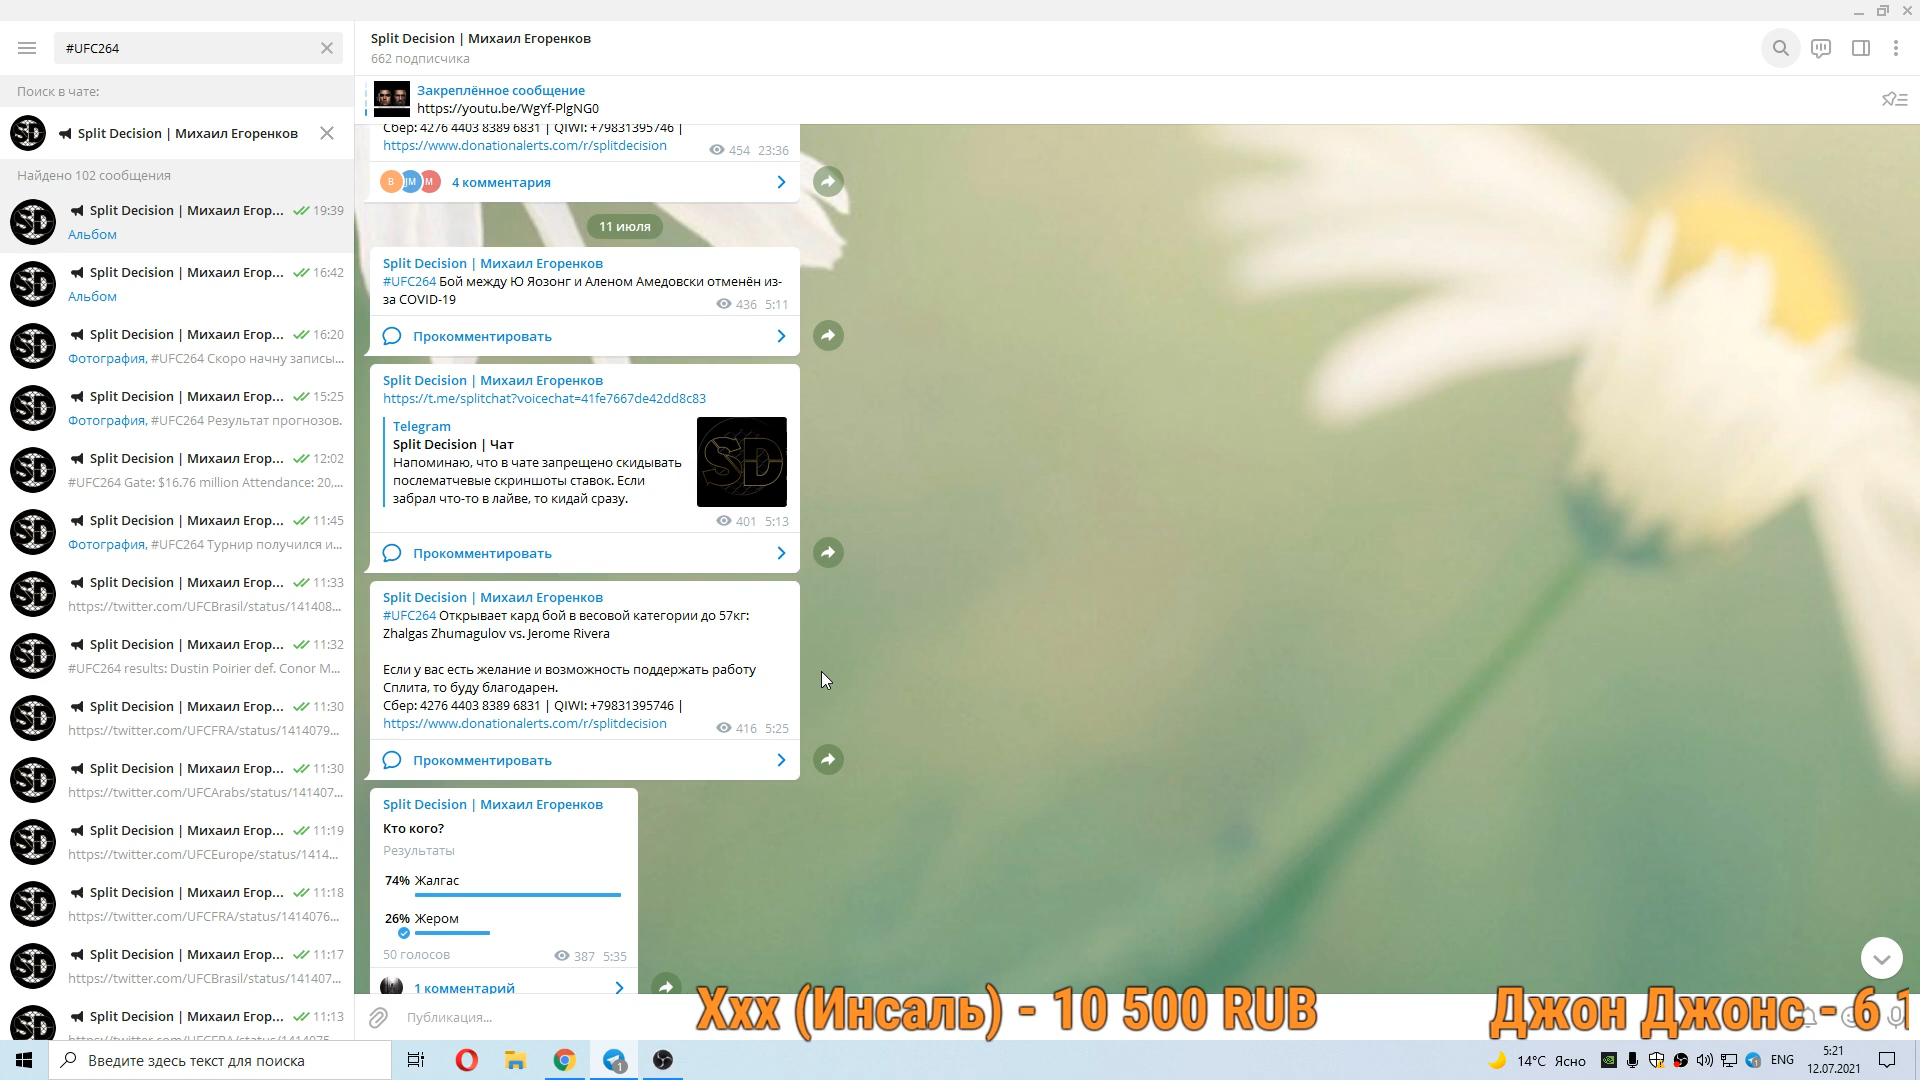 #UFC264
Поиск в чате:
Split Decision | Михаил Егоренков
Найдено 102 сообщения
Split Decision | Михаил Егор... 19:39
Альбом
Split Decision | Михаил Егор... 16:42
Альбом
Split Decision | Михаил Егор... 16:20
Фотография, #UFC264 Скоро начну записы...
Split Decision | Михаил Егор... 15:25
Фотография, #UFC264 Результат прогнозов.
Split Decision | Михаил Егор... 12:02
#UFC264 Gate: $16.76 million Attendance: 20,...
Split Decision | Михаил Егор... 11:45
Фотография, #UFC264 Турнир получился и...
Split Decision | Михаил Егор... 11:33
https://twitter.com/UFCBrasil/status/141408...
Split Decision | Михаил Егор... 11:32
#UFC264 results: Dustin Poirier def. Conor M...
Split Decision | Михаил Егор... 11:30
https://twitter.com/UFCFRA/status/1414079...
Split Decision | Михаил Егор... 11:30
https://twitter.com/UFCArabs/status/141407...
Split Decision | Михаил Егор... 11:19
https://twitter.com/UFCEurope/status/1414...
Split Decision | Михаил Егор... 11:18
https://twitter.com/UFCFRA/status/1414076...
Split Decision | Михаил Егор... 11:17
https://twitter.com/UFCBrasil/status/141407...
Split Decision | Михаил Егор... 11:13
Split Decision | Михаил Егоренков
662 подписчика
Закреплённое сообщение
https://youtu.be/WgYf-PlgNG0
Сбер: 4276 4403 8389 6831 | QIWI: +79831395746 |
https://www.donationalerts.com/r/splitdecision 454 23:36
B JM M 4 комментария
11 июля
Split Decision | Михаил Егоренков
#UFC264 Бой между Ю Яозонг и Аленом Амедовски отменён из-
за COVID-19 436 5:11
Прокомментировать
Split Decision | Михаил Егоренков
https://t.me/splitchat?voicechat=41fe7667de42dd8c83
Telegram
Split Decision | Чат
Напоминаю, что в чате запрещено скидывать
послематчевые скриншоты ставок. Если
забрал что-то в лайве, то кидай сразу.
SD
401 5:13
Прокомментировать
Split Decision | Михаил Егоренков
#UFC264 Открывает кард бой в весовой категории до 57кг:
Zhalgas Zhumagulov vs. Jerome Rivera
Если у вас есть желание и возможность поддержать работу
Сплита, то буду благодарен.
Сбер: 4276 4403 8389 6831 | QIWI: +79831395746 |
https://www.donationalerts.com/r/splitdecision 416 5:25
Прокомментировать
Split Decision | Михаил Егоренков
Кто кого?
Результаты
74% Жалгас
26% Жером
50 голосов 387 5:35
1 комментарий
Публикация...
Xxx (Инсаль) - 10 500 RUB
Джон Джонс - 6 1
Введите здесь текст для поиска
1
14°C Ясно
ENG
5:21
12.07.2021